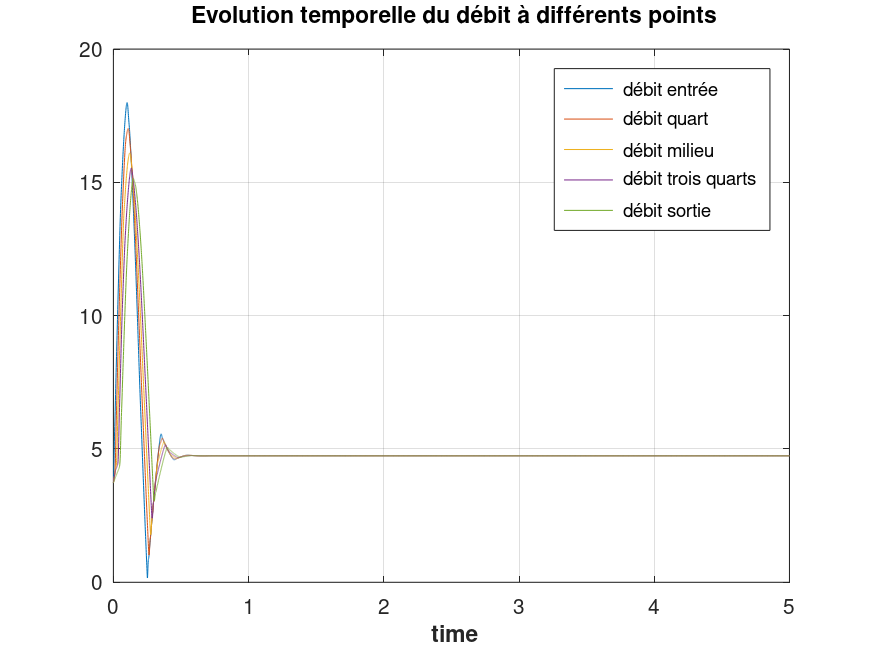 Evolution temporelle du débit à différents points
20
15
10
5
0
débit entrée
débit quart
débit milieu
débit trois quarts
débit sortie
0 1 2 3 4 5
time